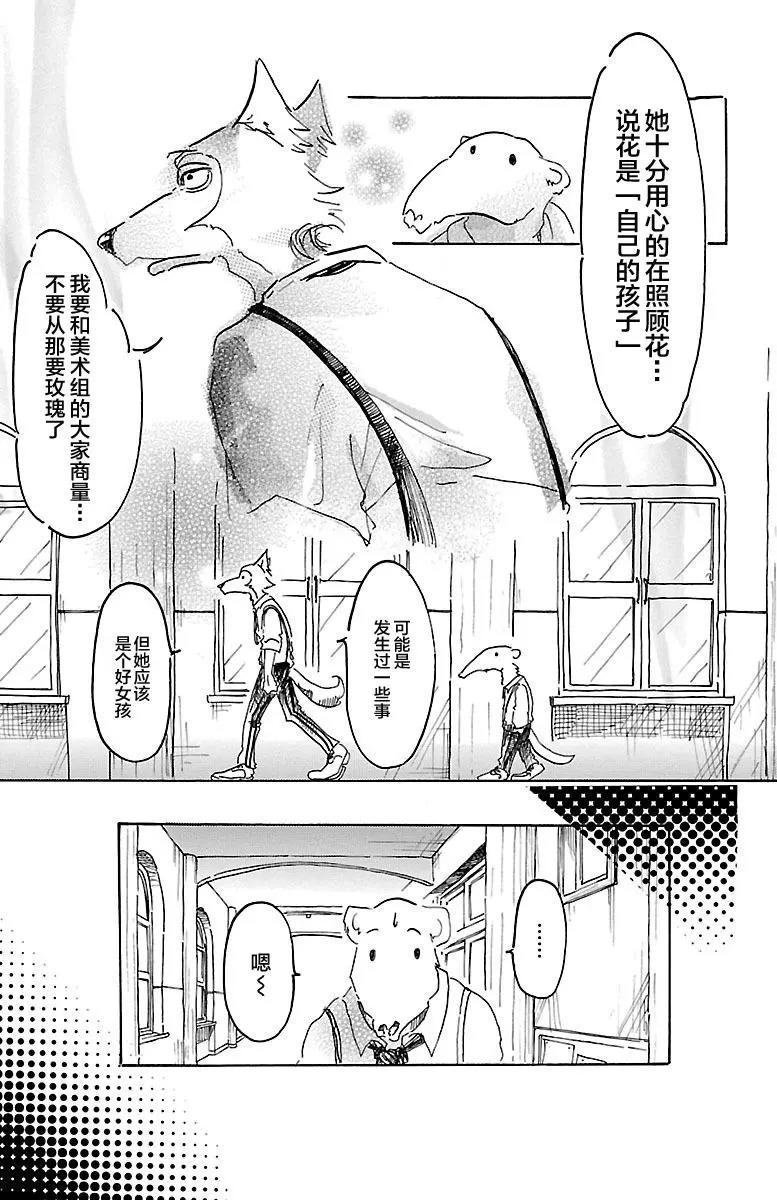 她十分用心的在照顾花…
说花是「自己的孩子」
我要和美术组的大家商量…
不要从那要玫瑰了
可能是
发生过一些事
但她应该
是个好女孩
……
嗯～